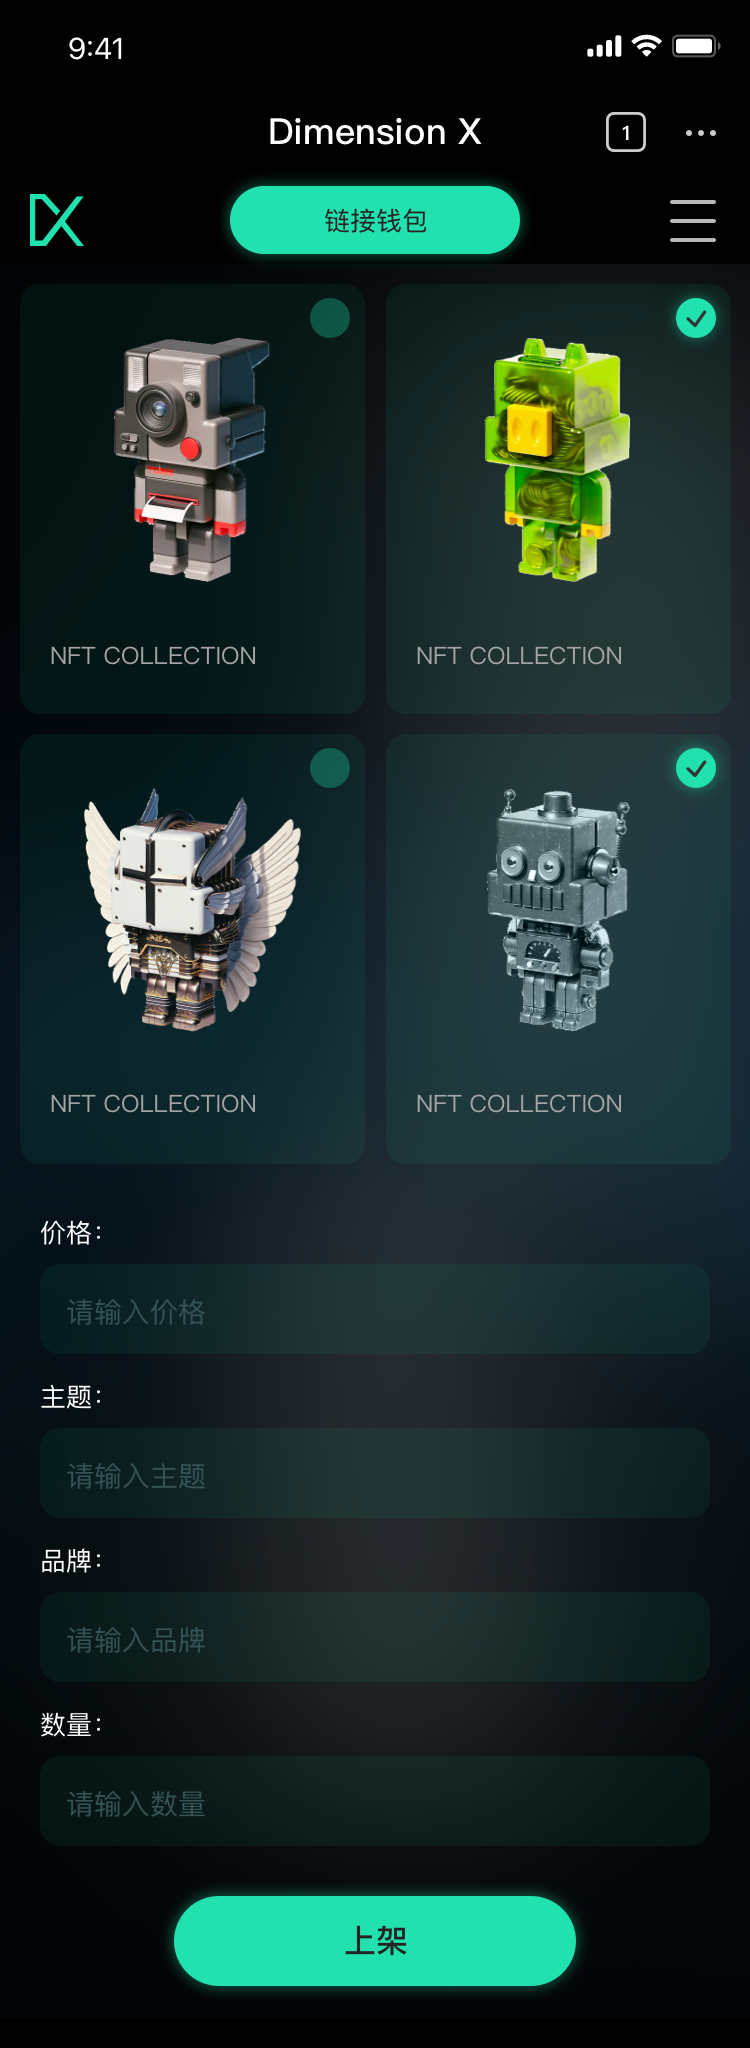 9:41
Dimension X
1
链接钱包
NFT COLLECTION
NFT COLLECTION
NFT COLLECTION
NFT COLLECTION
价格：
请输入价格
主题：
请输入主题
品牌：
请输入品牌
数量：
请输入数量
上架